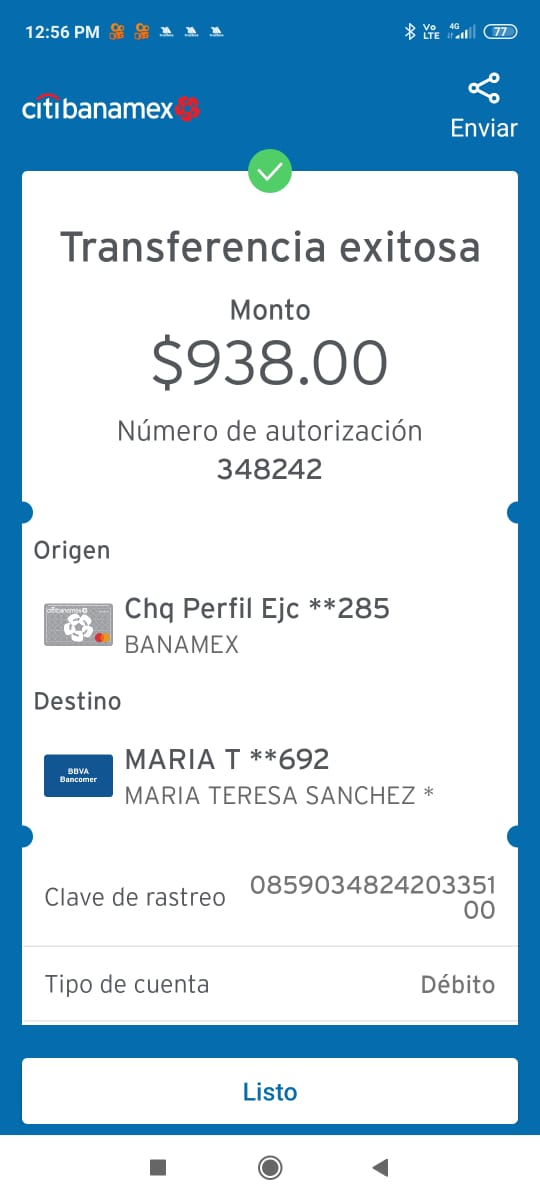 12:56 PM
Vo LTE 4G 77
citibanamex
Enviar
Transferencia exitosa
Monto
$938.00
Número de autorización
348242
Origen
citibanamex
Chq Perfil Ejc **285
BANAMEX
Destino
BBVA
Bancomer
MARIA T **692
MARIA TERESA SANCHEZ *
Clave de rastreo
0859034824203351
00
Tipo de cuenta
Débito
Listo